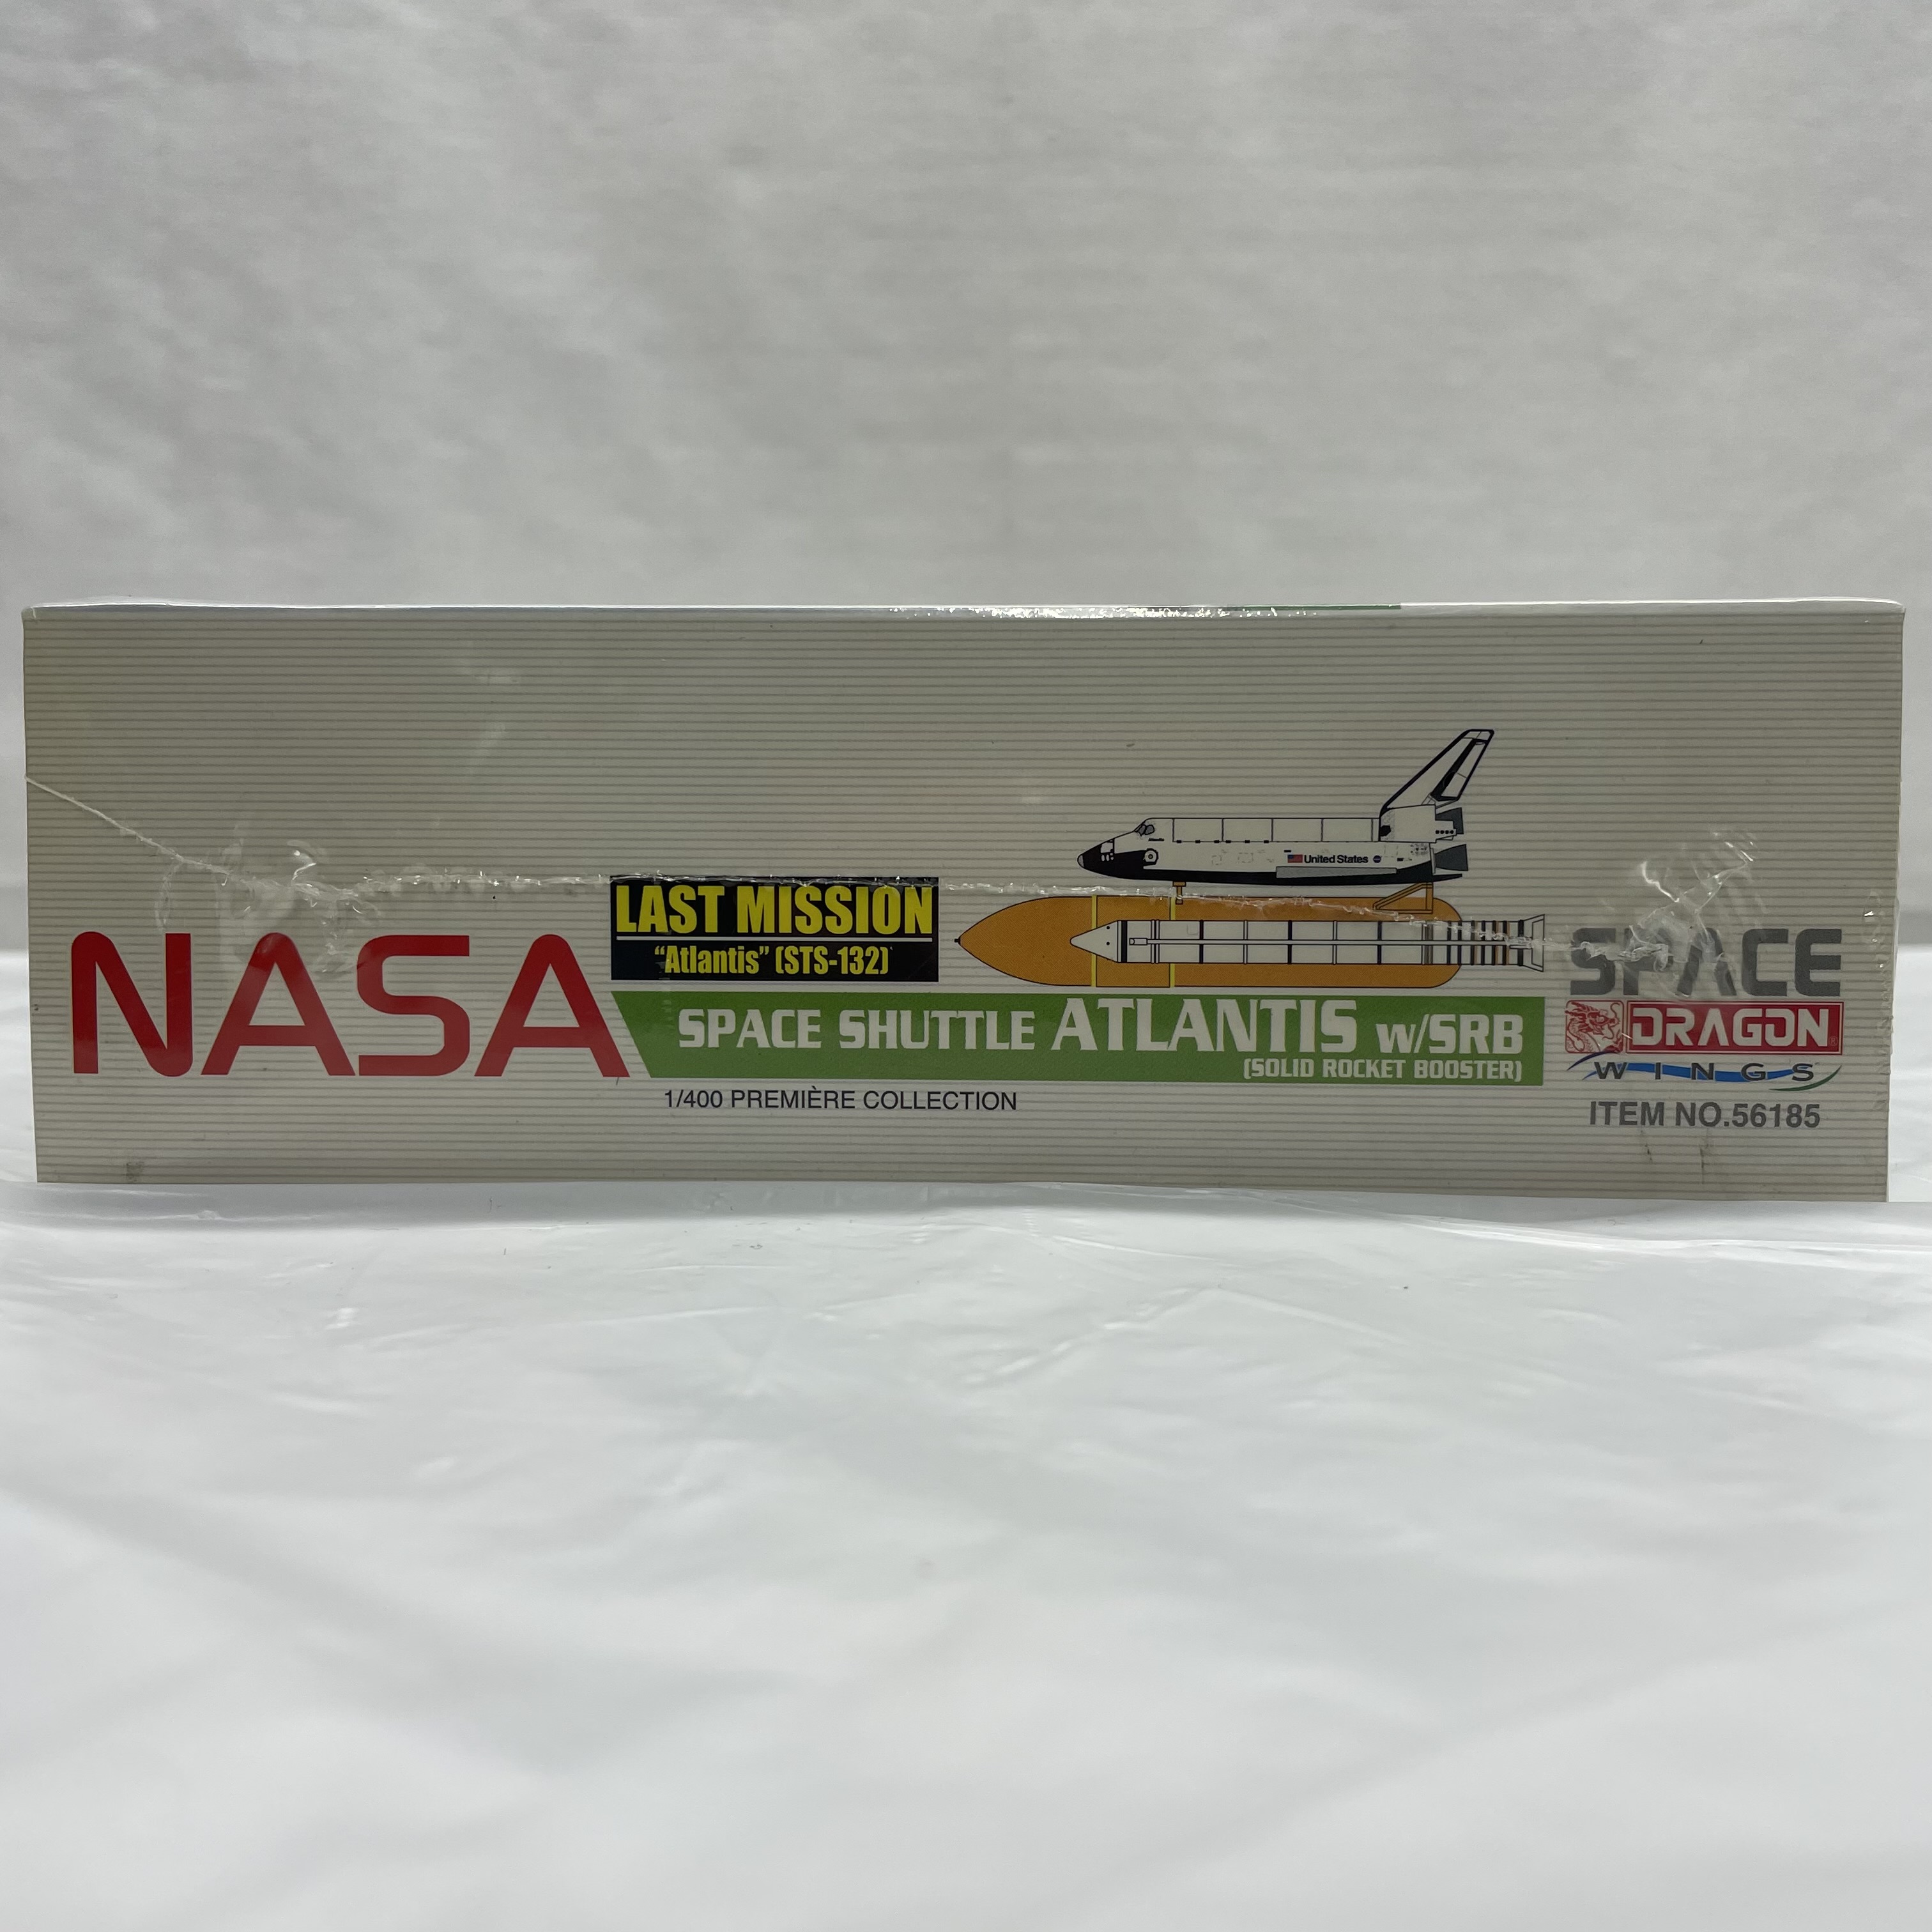 LAST MISSION
"Atlantis" (STS-132)
United States
NASA
SPACE SHUTTLE ATLANTIS w/SRB
(SOLID ROCKET BOOSTER)
1/400 PREMIÈRE COLLECTION
SPACE
DRAGON
WINGS
ITEM NO.56185